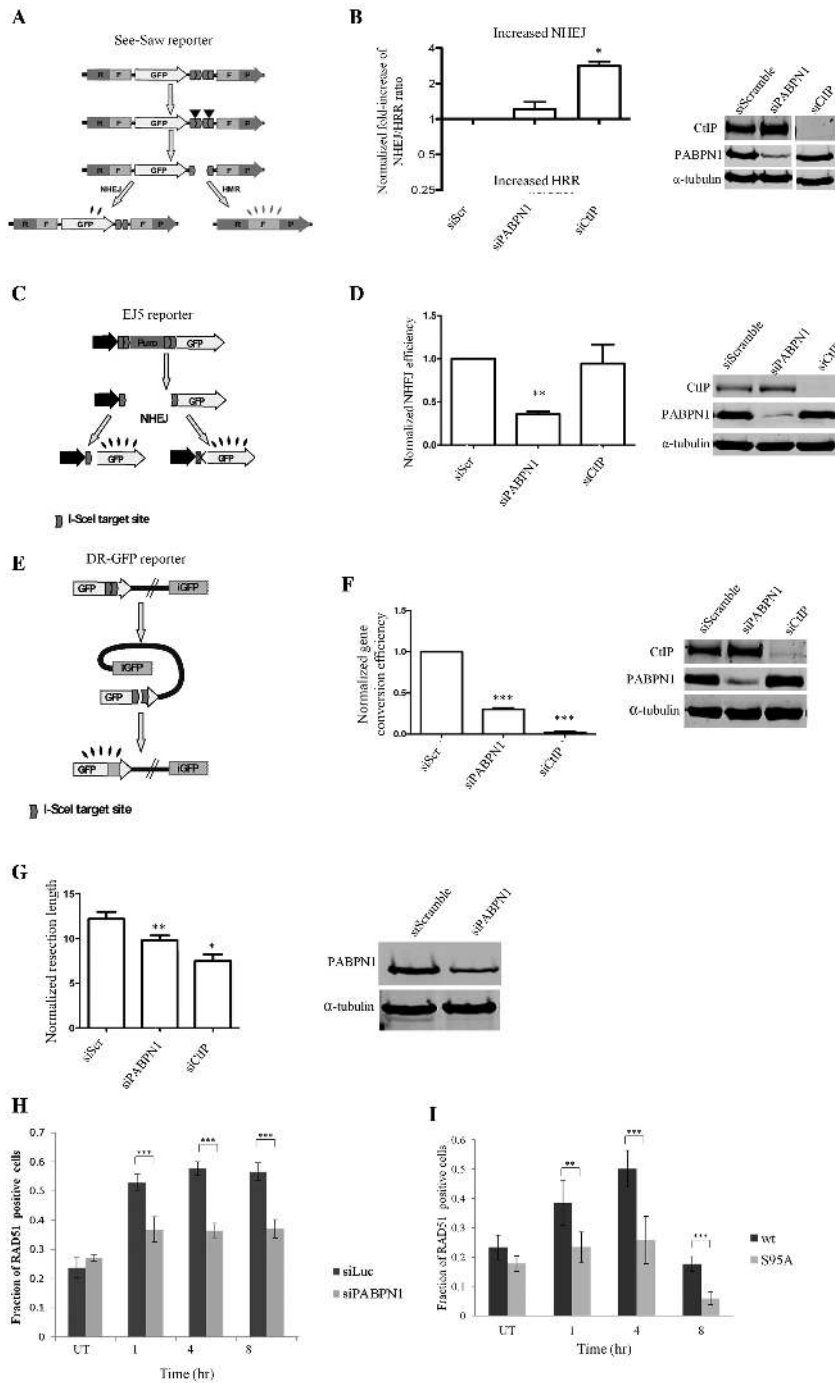 A
See-Saw reporter
R F GFP F P
R F GFP F P
R F GFP F P
NHEJ HMR
R F GFP F P
R F P
B
Increased NHEJ
Normalized fold-increase of
NHEJ/HRR ratio
4
2
1
0.5
0.25
*
Increased HRR
siScr
siPABPN1
siCtIP
siScramble
siPABPN1
siCtIP
CtIP
PABPN1
α-tubulin
C
EJ5 reporter
Puro GFP
GFP
NHEJ
GFP GFP
I-SceI target site
D
Normalized NHEJ efficiency
1.5
1.0
0.5
0.0
**
siScr
siPABPN1
siCtIP
siScramble
siPABPN1
siCtIP
CtIP
PABPN1
α-tubulin
E
DR-GFP reporter
GFP iGFP
iGFP
GFP
GFP iGFP
I-SceI target site
F
Normalized gene
conversion efficiency
1.5
1.0
0.5
0.0
***
***
siScr
siPABPN1
siCtIP
siScramble
siPABPN1
siCtIP
CtIP
PABPN1
α-tubulin
G
Normalized resection length
15
10
5
0
**
*
siScr
siPABPN1
siCtIP
siScramble
siPABPN1
PABPN1
α-tubulin
H
Fraction of RAD51 positive cells
0.7
0.6
0.5
0.4
0.3
0.2
0.1
0
***
***
***
UT 1 4 8
Time (hr)
siLuc
siPABPN1
I
Fraction of RAD51 positive cells
0.6
0.5
0.4
0.3
0.2
0.1
0
**
***
***
UT 1 4 8
Time (hr)
wt
S95A